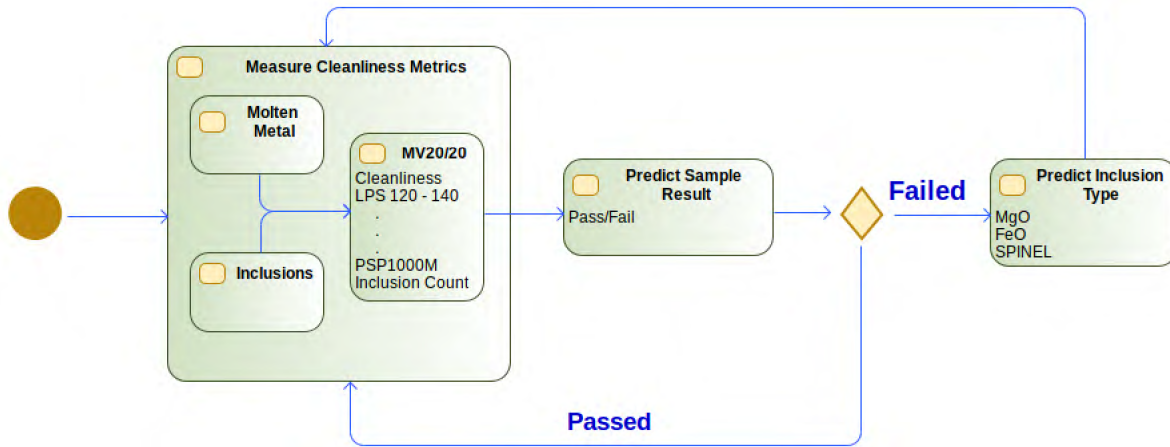 Measure Cleanliness Metrics
Molten
Metal
Inclusions
MV20/20
Cleanliness
LPS 120 - 140
.
.
.
PSP1000M
Inclusion Count
Predict Sample
Result
Pass/Fail
Failed
Predict Inclusion
Type
MgO
FeO
SPINEL
Passed